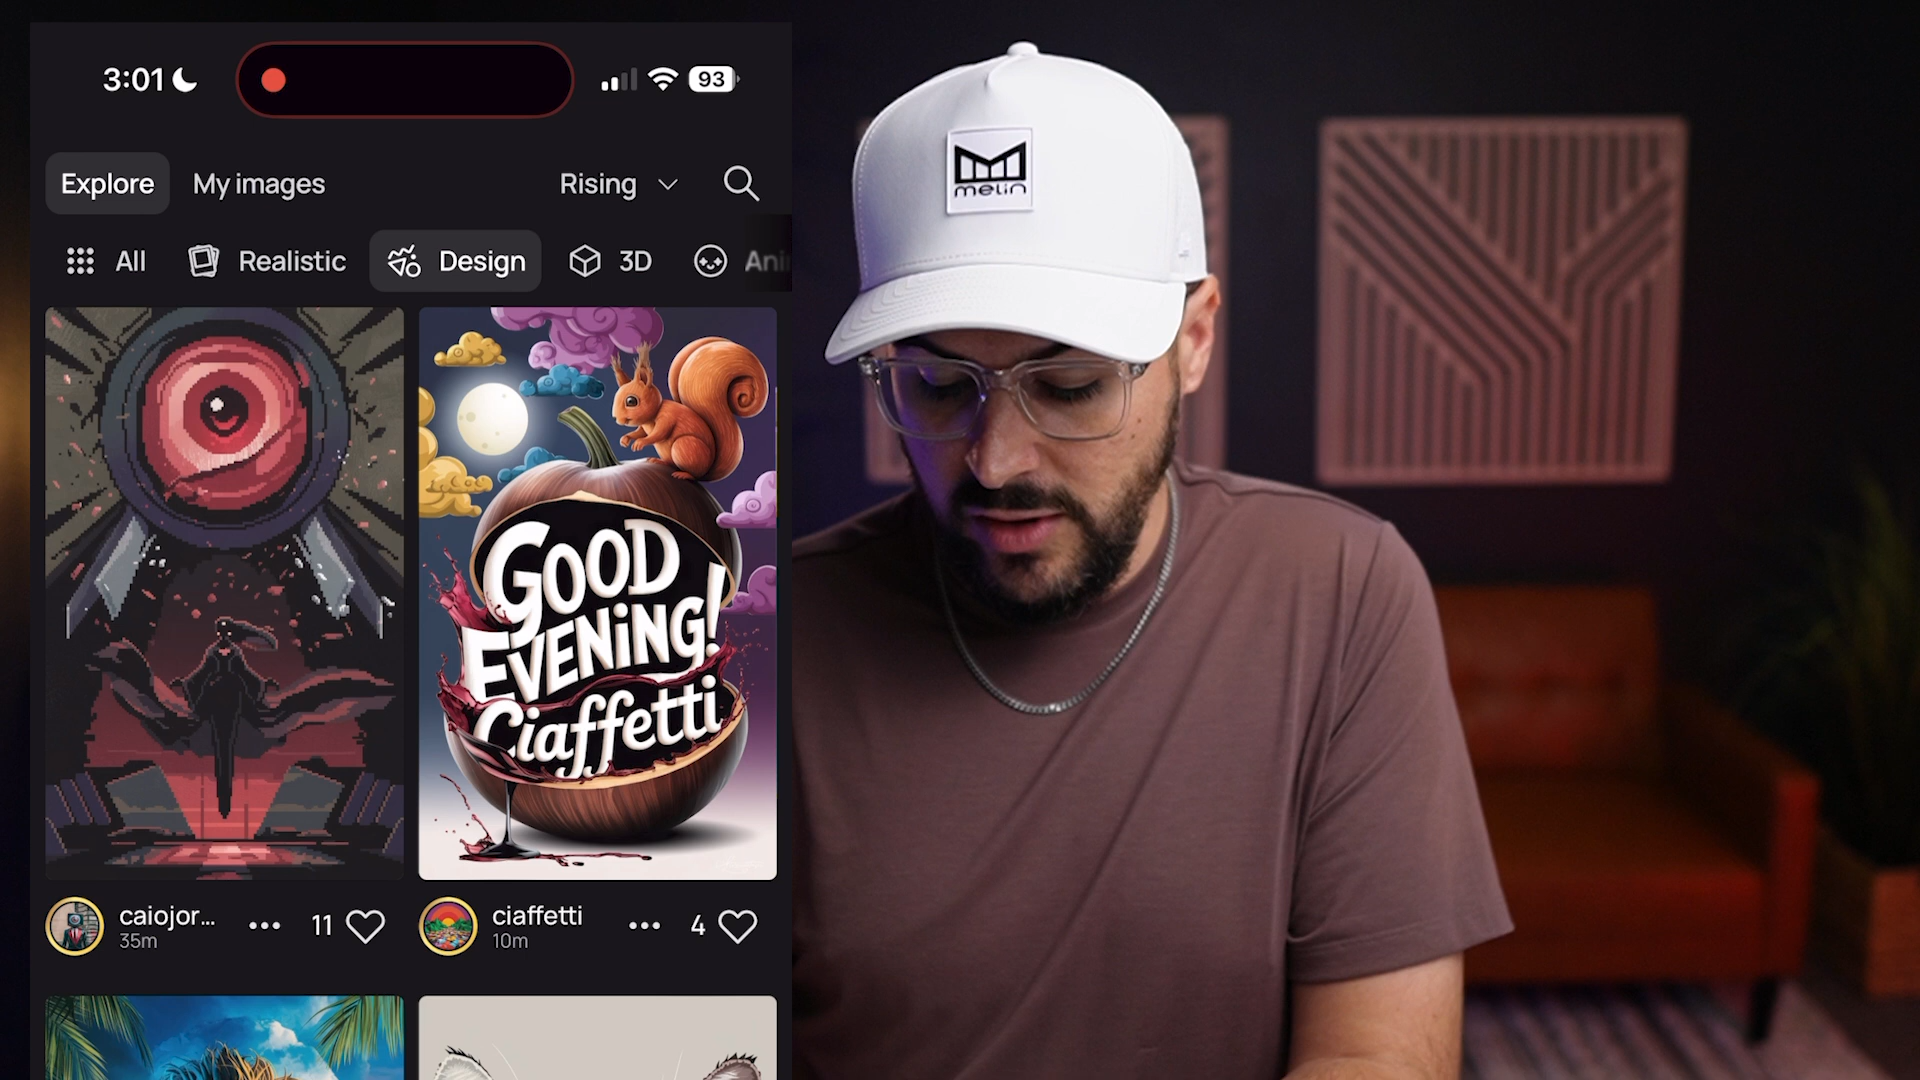 3:01
93
Explore
My images
Rising
All
Realistic
Design
3D
Ani
GOOD
EVENiNG!
Ciaffetti
caiojor...
35m
11
ciaffetti
10m
4
melin